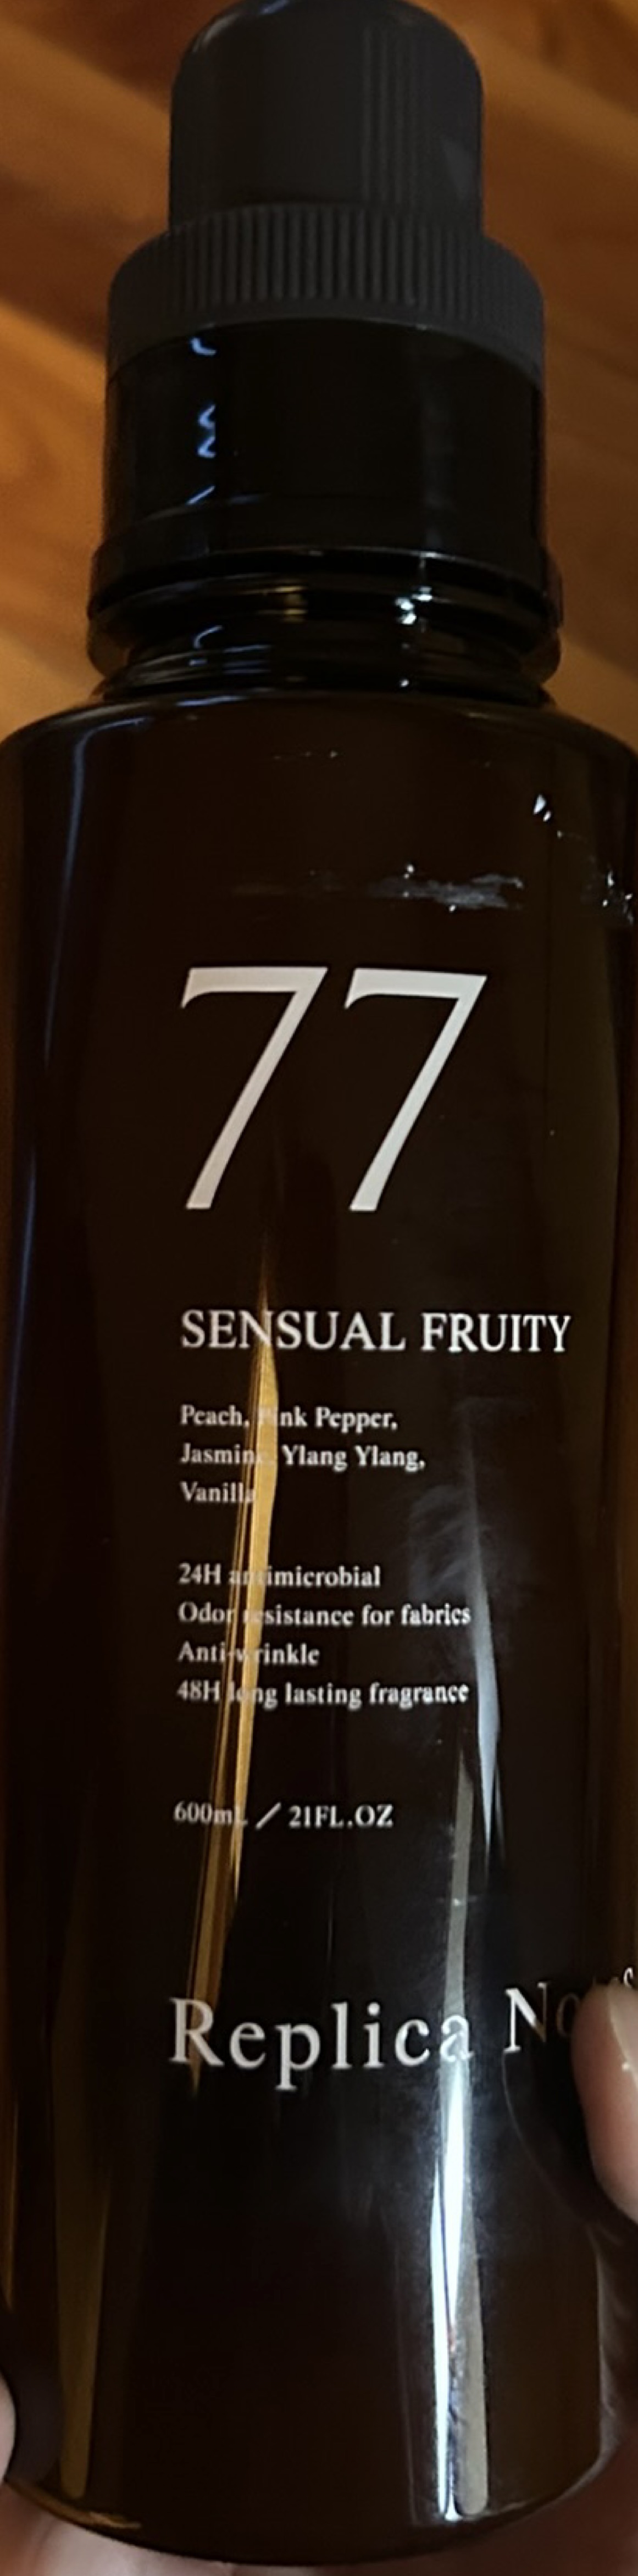 77
SENSUAL FRUITY
Peach, Pink Pepper,
Jasmine, Ylang Ylang,
Vanilla
24H antimicrobial
Odor resistance for fabrics
Anti-wrinkle
48H long lasting fragrance
600mL / 21FL.OZ
Replica